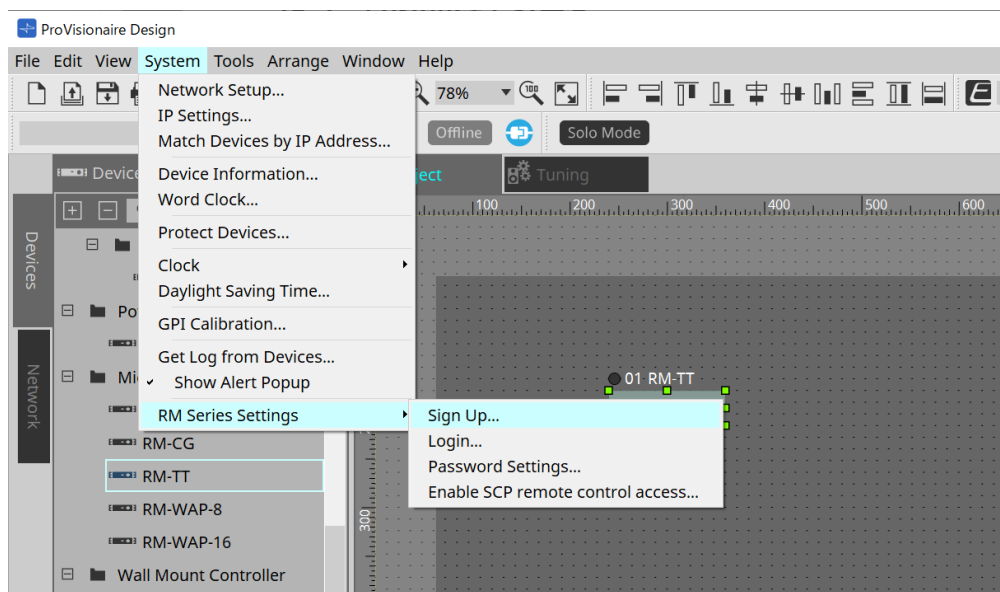 ProVisionaire Design
File Edit View System Tools Arrange Window Help
78%
100
Offline
Solo Mode
Network Setup...
IP Settings...
Match Devices by IP Address...
Device Information...
Word Clock...
Protect Devices...
Clock
Daylight Saving Time...
GPI Calibration...
Get Log from Devices...
Show Alert Popup
RM Series Settings
Sign Up...
Login...
Password Settings...
Enable SCP remote control access...
Tuning
100 200 300 400 500 600
Devices
Network
RM-CG
RM-TT
RM-WAP-8
RM-WAP-16
Wall Mount Controller
01 RM-TT
300